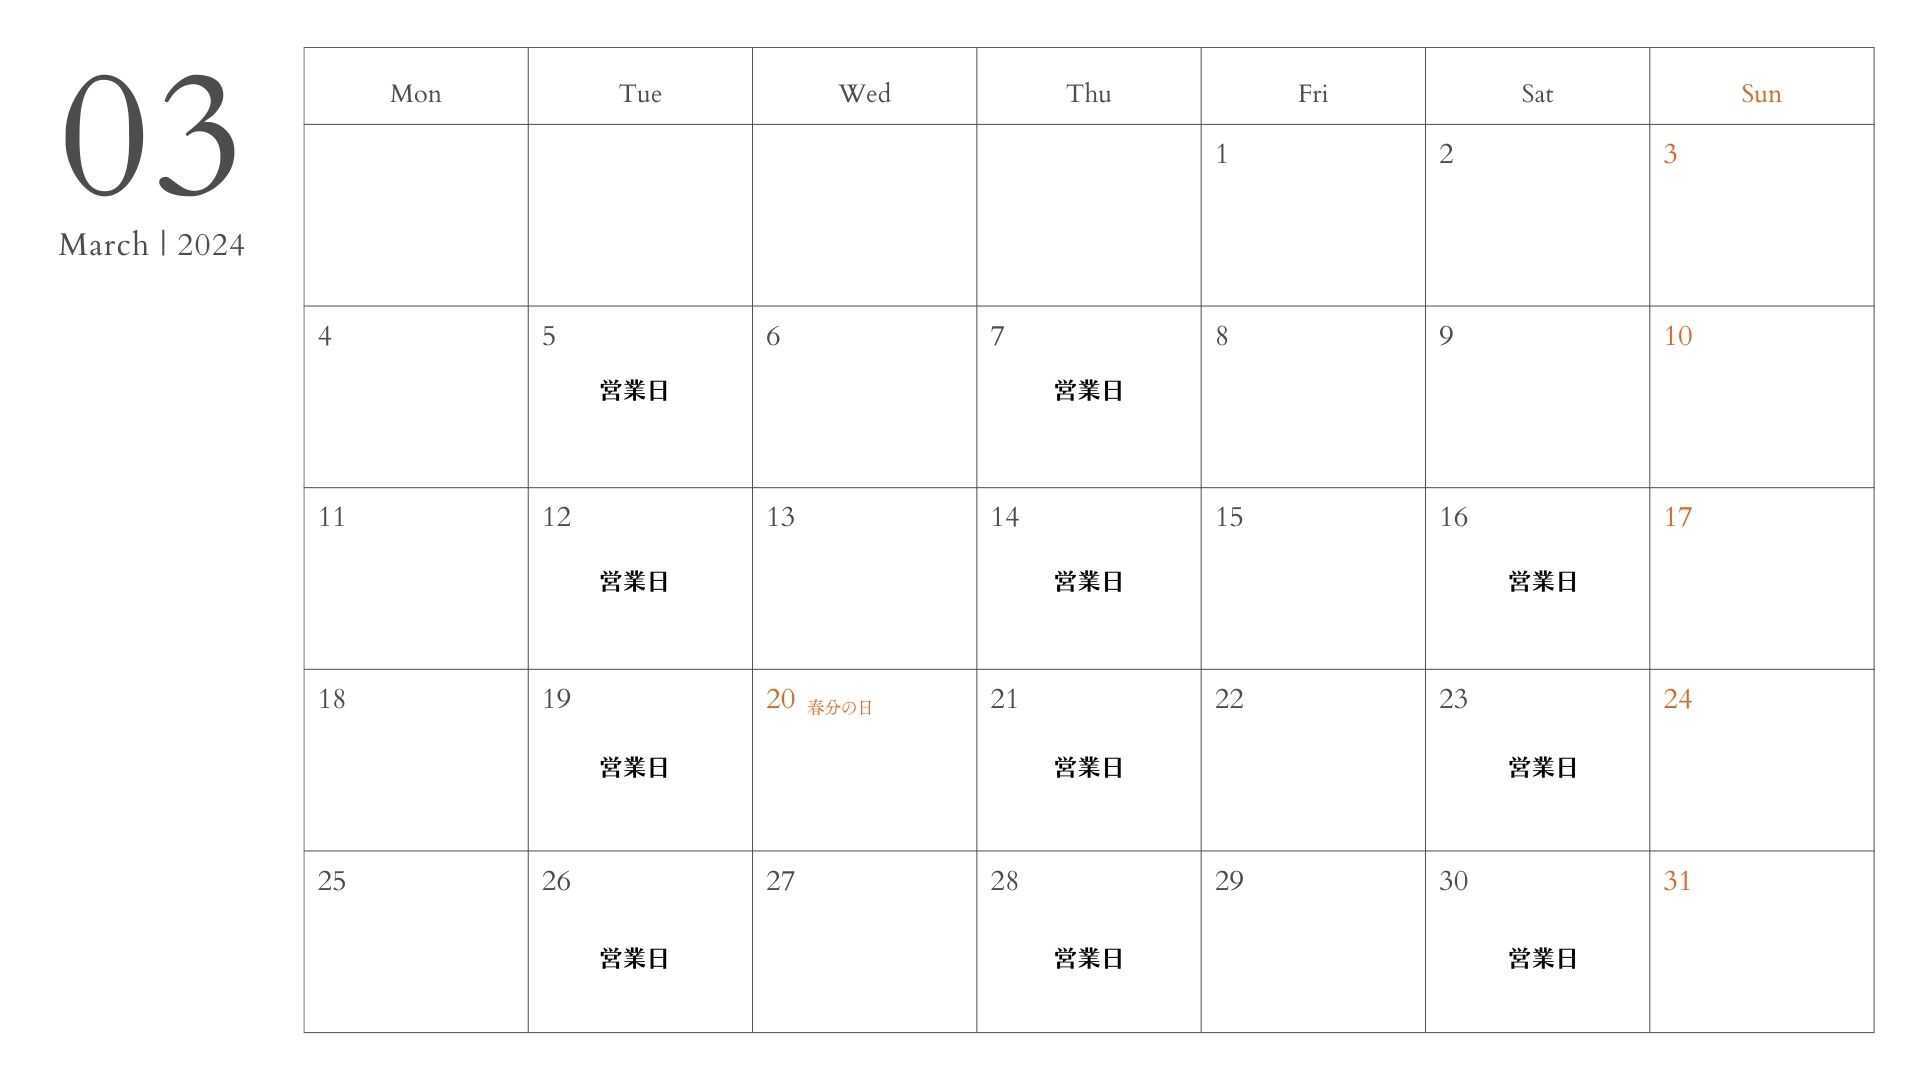 03
March | 2024
Mon Tue Wed Thu Fri Sat Sun
1 2 3
4 5 6 7 8 9 10
営業日 営業日
11 12 13 14 15 16 17
営業日 営業日 営業日
18 19 20 春分の日 21 22 23 24
営業日 営業日 営業日
25 26 27 28 29 30 31
営業日 営業日 営業日